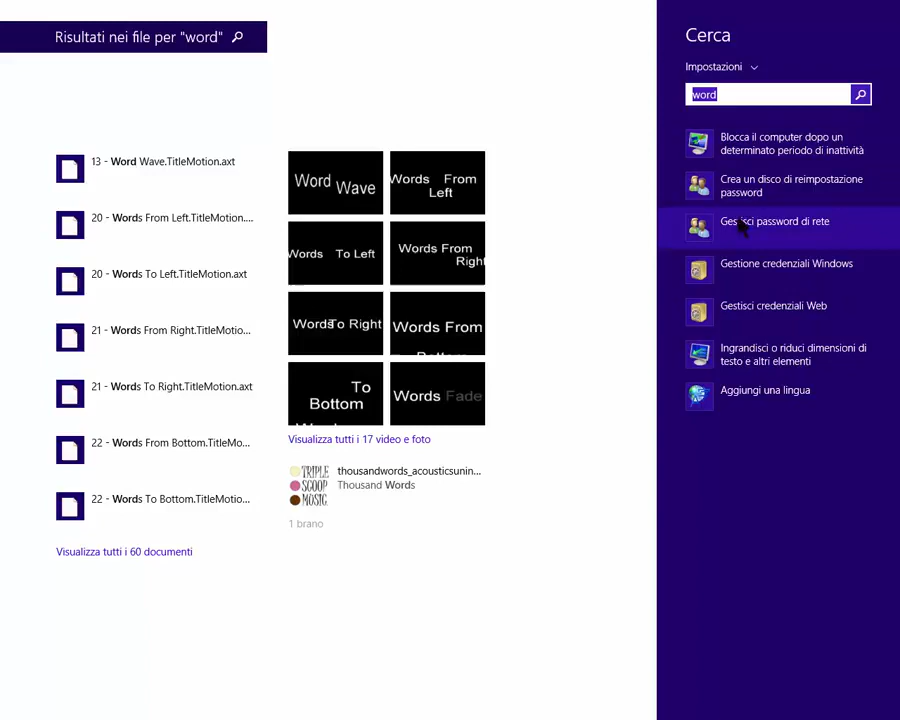 Risultati nei file per "word"
13 - Word Wave.TitleMotion.axt
20 - Words From Left.TitleMotion....
20 - Words To Left.TitleMotion.axt
21 - Words From Right.TitleMotio...
21 - Words To Right.TitleMotion.axt
22 - Words From Bottom.TitleMo...
22 - Words To Bottom.TitleMotio...
Visualizza tutti i 60 documenti
Word Wave
Words From
Left
Words To Left
Words From
Right
Words To Right
Words From
Bottom
To
Bottom
Words
Words Fade
Visualizza tutti i 17 video e foto
TRIPLE
SCOOP
MUSIC
thousandwords_acousticsunin...
Thousand Words
1 brano
Cerca
Impostazioni
word
Blocca il computer dopo un
determinato periodo di inattività
Crea un disco di reimpostazione
password
Gestisci password di rete
Gestione credenziali Windows
Gestisci credenziali Web
Ingrandisci o riduci dimensioni di
testo e altri elementi
Aggiungi una lingua